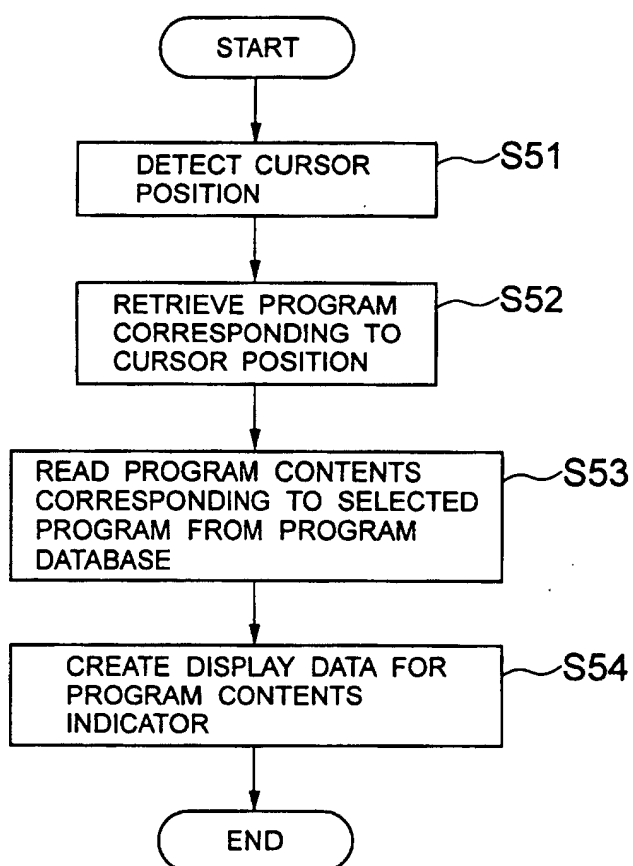 START
DETECT CURSOR
POSITION
S51
RETRIEVE PROGRAM
CORRESPONDING TO
CURSOR POSITION
S52
READ PROGRAM CONTENTS
CORRESPONDING TO SELECTED
PROGRAM FROM PROGRAM
DATABASE
S53
CREATE DISPLAY DATA FOR
PROGRAM CONTENTS
INDICATOR
S54
END